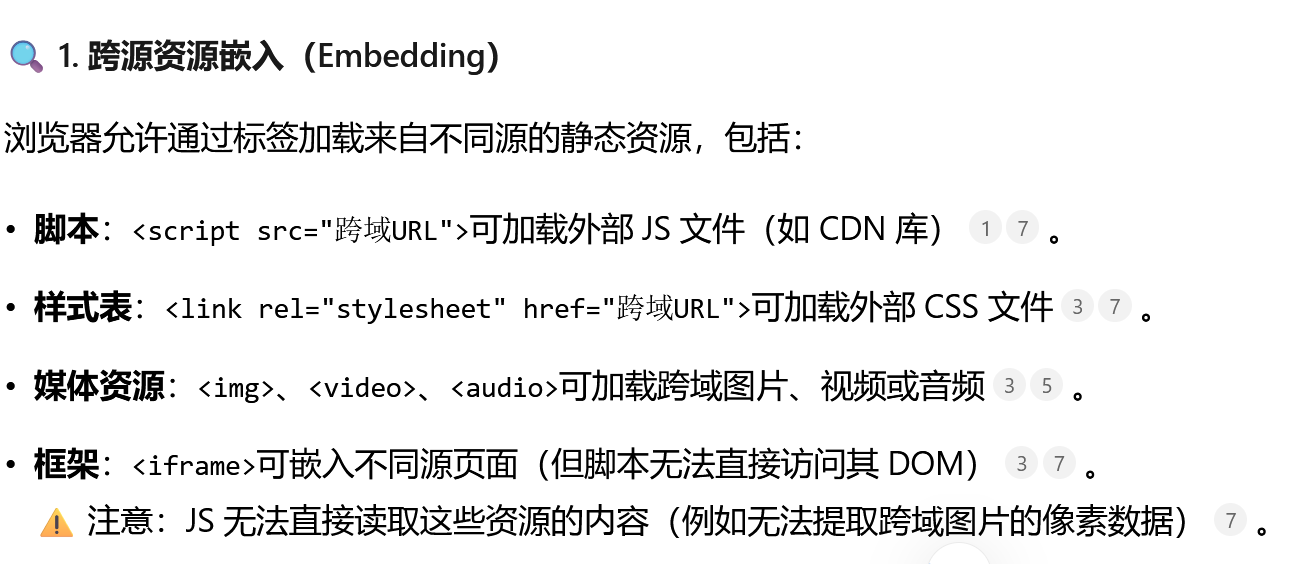 🔍 1. 跨源资源嵌入（Embedding）
浏览器允许通过标签加载来自不同源的静态资源，包括：
• 脚本：<script src="跨域URL">可加载外部 JS 文件（如 CDN 库） 1 7 。
• 样式表：<link rel="stylesheet" href="跨域URL">可加载外部 CSS 文件 3 7 。
• 媒体资源：<img>、<video>、<audio>可加载跨域图片、视频或音频 3 5 。
• 框架：<iframe>可嵌入不同源页面（但脚本无法直接访问其 DOM） 3 7 。
⚠️ 注意：JS 无法直接读取这些资源的内容（例如无法提取跨域图片的像素数据） 7 。